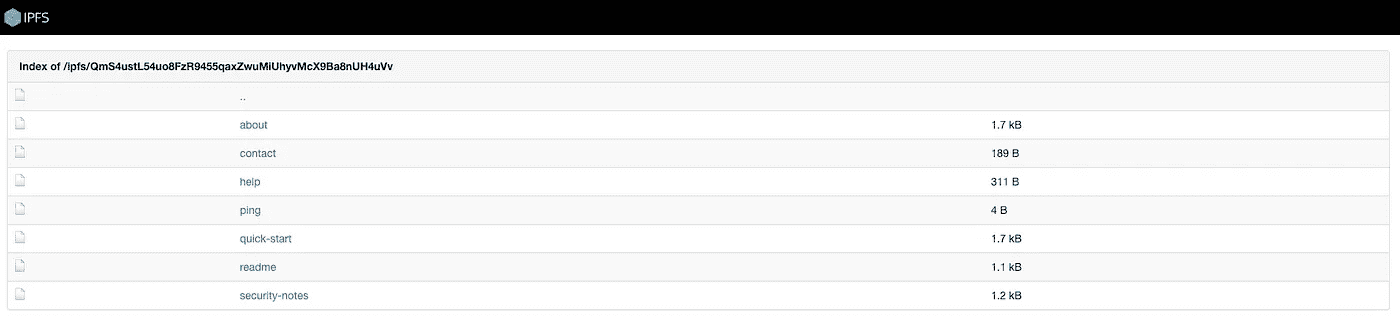 IPFS
Index of /ipfs/QmS4ustL54uo8FzR9455qaxZwuMiUhyvMcX9Ba8nUH4uVv
..
about 1.7 kB
contact 189 B
help 311 B
ping 4 B
quick-start 1.7 kB
readme 1.1 kB
security-notes 1.2 kB